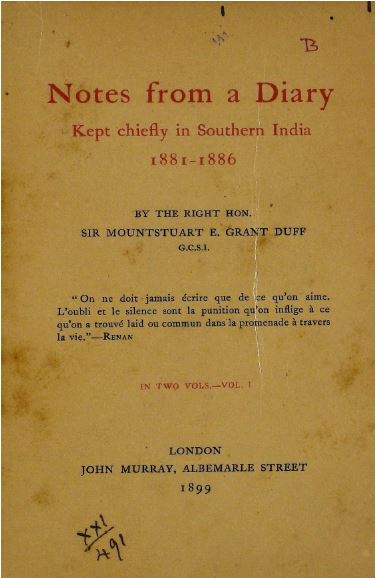 B
Notes from a Diary
Kept chiefly in Southern India
1881-1886
BY THE RIGHT HON.
SIR MOUNTSTUART E. GRANT DUFF
G.C.S.I.
"On ne doit jamais écrire que de ce qu'on aime.
L'oubli et le silence sont la punition qu'on inflige à ce
qu'on a trouvé laid ou commun dans la promenade à travers
la vie."—RENAN
IN TWO VOLS.—VOL. I
LONDON
JOHN MURRAY, ALBEMARLE STREET
1899
XXI
491